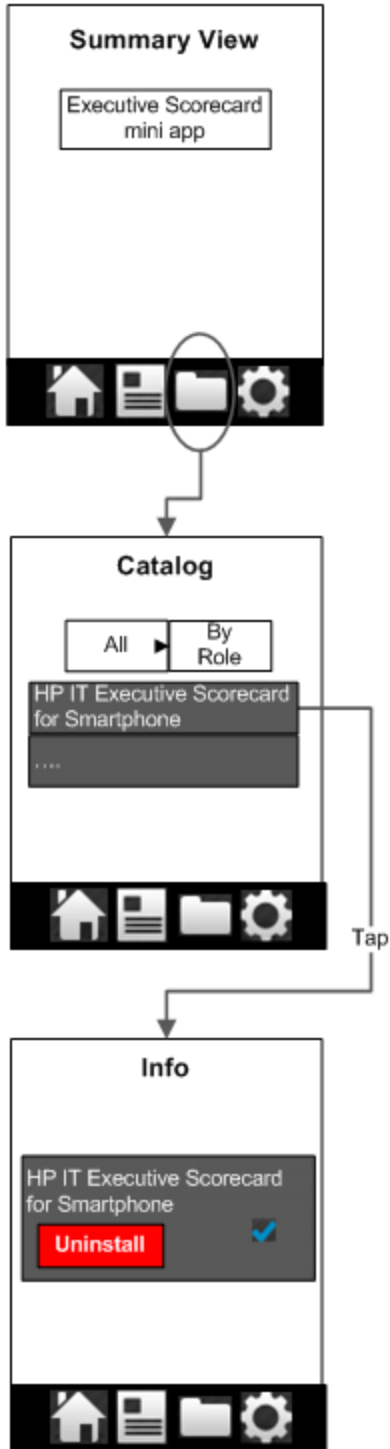 Summary View
Executive Scorecard
mini app
Catalog
All
By
Role
HP IT Executive Scorecard
for Smartphone
....
Tap
Info
HP IT Executive Scorecard
for Smartphone
Uninstall